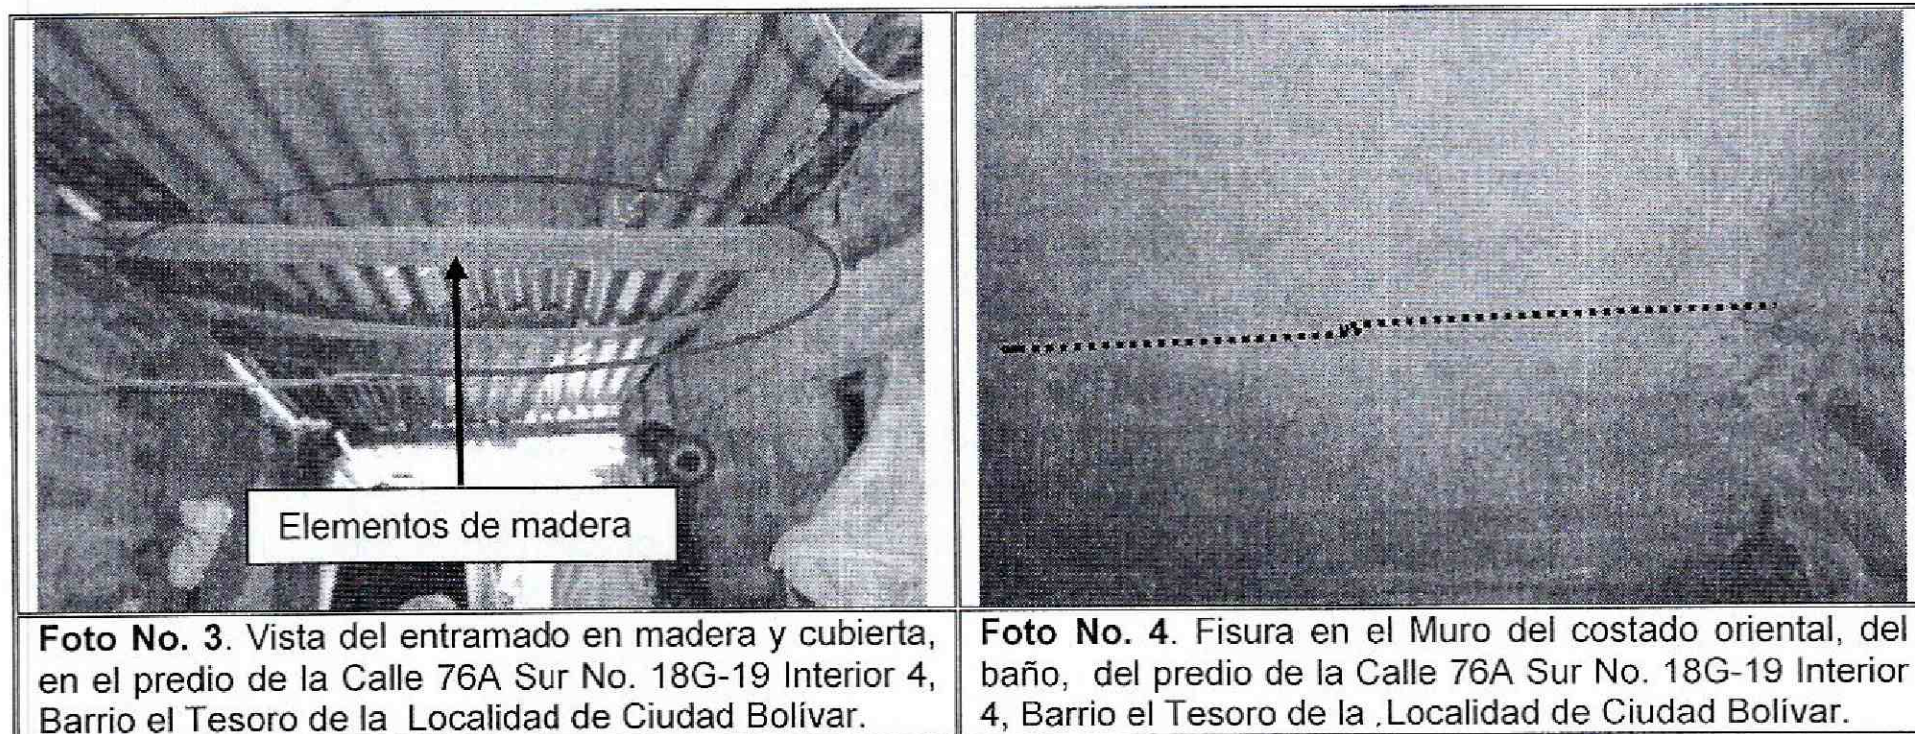 Elementos de madera
Foto No. 3. Vista del entramado en madera y cubierta,
en el predio de la Calle 76A Sur No. 18G-19 Interior 4,
Barrio el Tesoro de la Localidad de Ciudad Bolívar.
Foto No. 4. Fisura en el Muro del costado oriental, del
baño, del predio de la Calle 76A Sur No. 18G-19 Interior
4, Barrio el Tesoro de la .Localidad de Ciudad Bolívar.